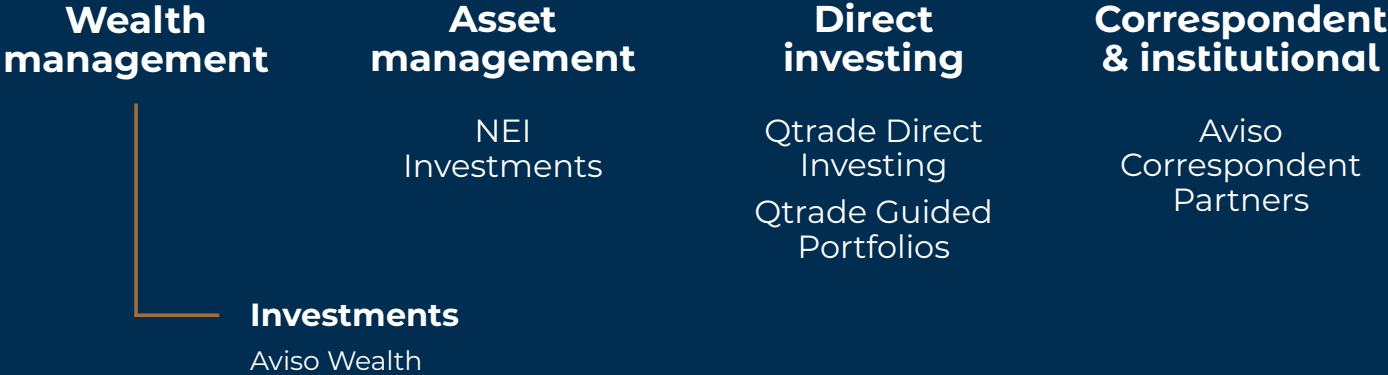 Wealth
management
Asset
management
NEI
Investments
Direct
investing
Qtrade Direct
Investing
Qtrade Guided
Portfolios
Correspondent
& institutional
Aviso
Correspondent
Partners
Investments
Aviso Wealth